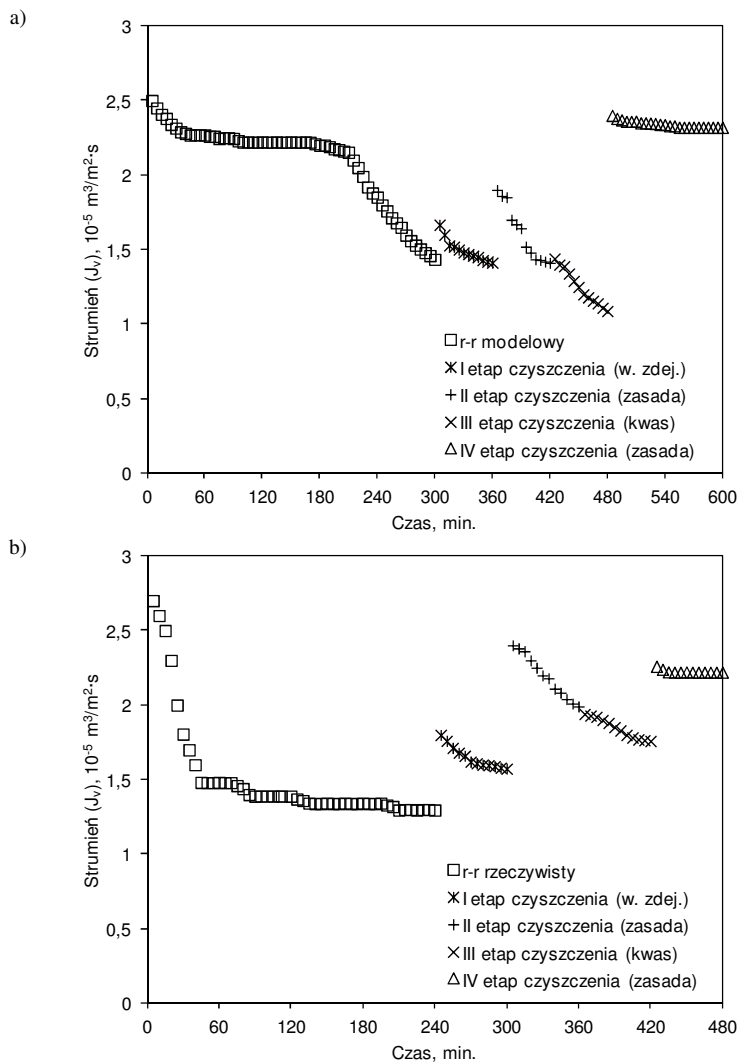 a)
3
2,5
2
1,5
1
0,5
0
Strumień (Jᵥ), 10⁻⁵ m³/m²·s
r-r modelowy
I etap czyszczenia (w. zdej.)
II etap czyszczenia (zasada)
III etap czyszczenia (kwas)
IV etap czyszczenia (zasada)
0 60 120 180 240 300 360 420 480 540 600
Czas, min.
b)
3
2,5
2
1,5
1
0,5
0
Strumień (Jᵥ), 10⁻⁵ m³/m²·s
r-r rzeczywisty
I etap czyszczenia (w. zdej.)
II etap czyszczenia (zasada)
III etap czyszczenia (kwas)
IV etap czyszczenia (zasada)
0 60 120 180 240 300 360 420 480
Czas, min.